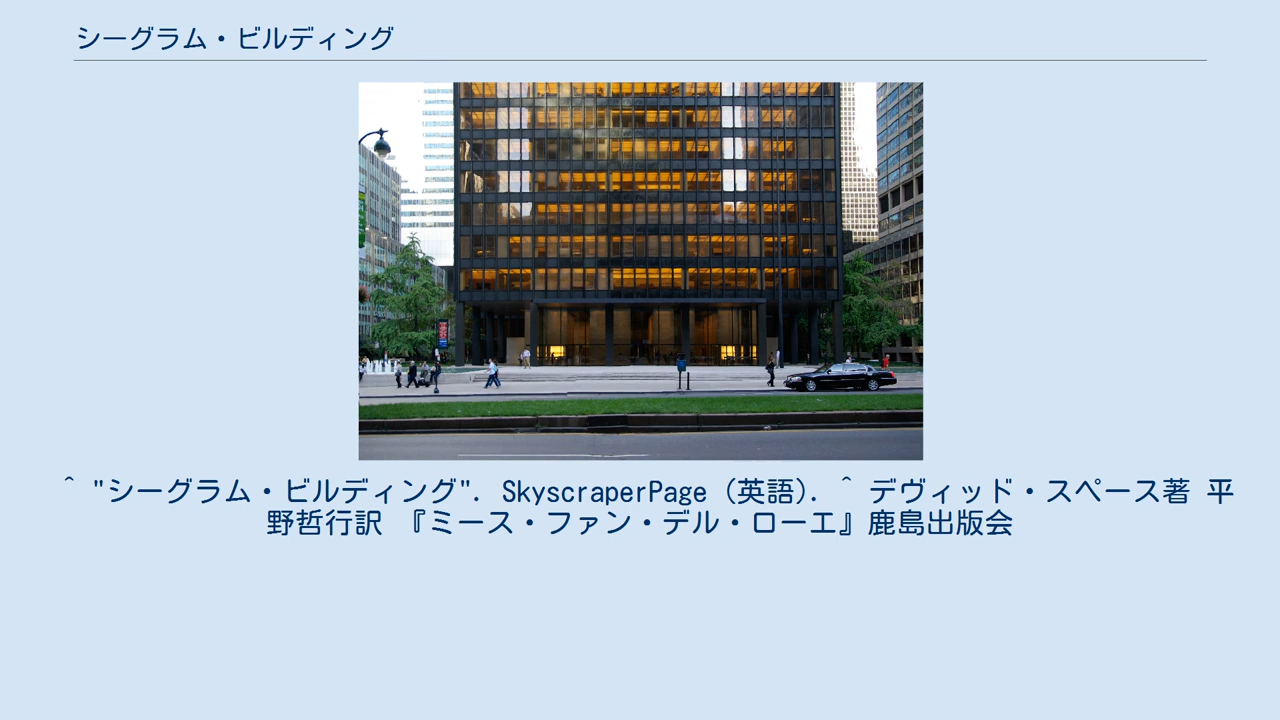 シーグラム・ビルディング
^ "シーグラム・ビルディング". SkyscraperPage (英語). ^ デヴィッド・スペース著 平
野哲行訳 『ミース・ファン・デル・ローエ』鹿島出版会